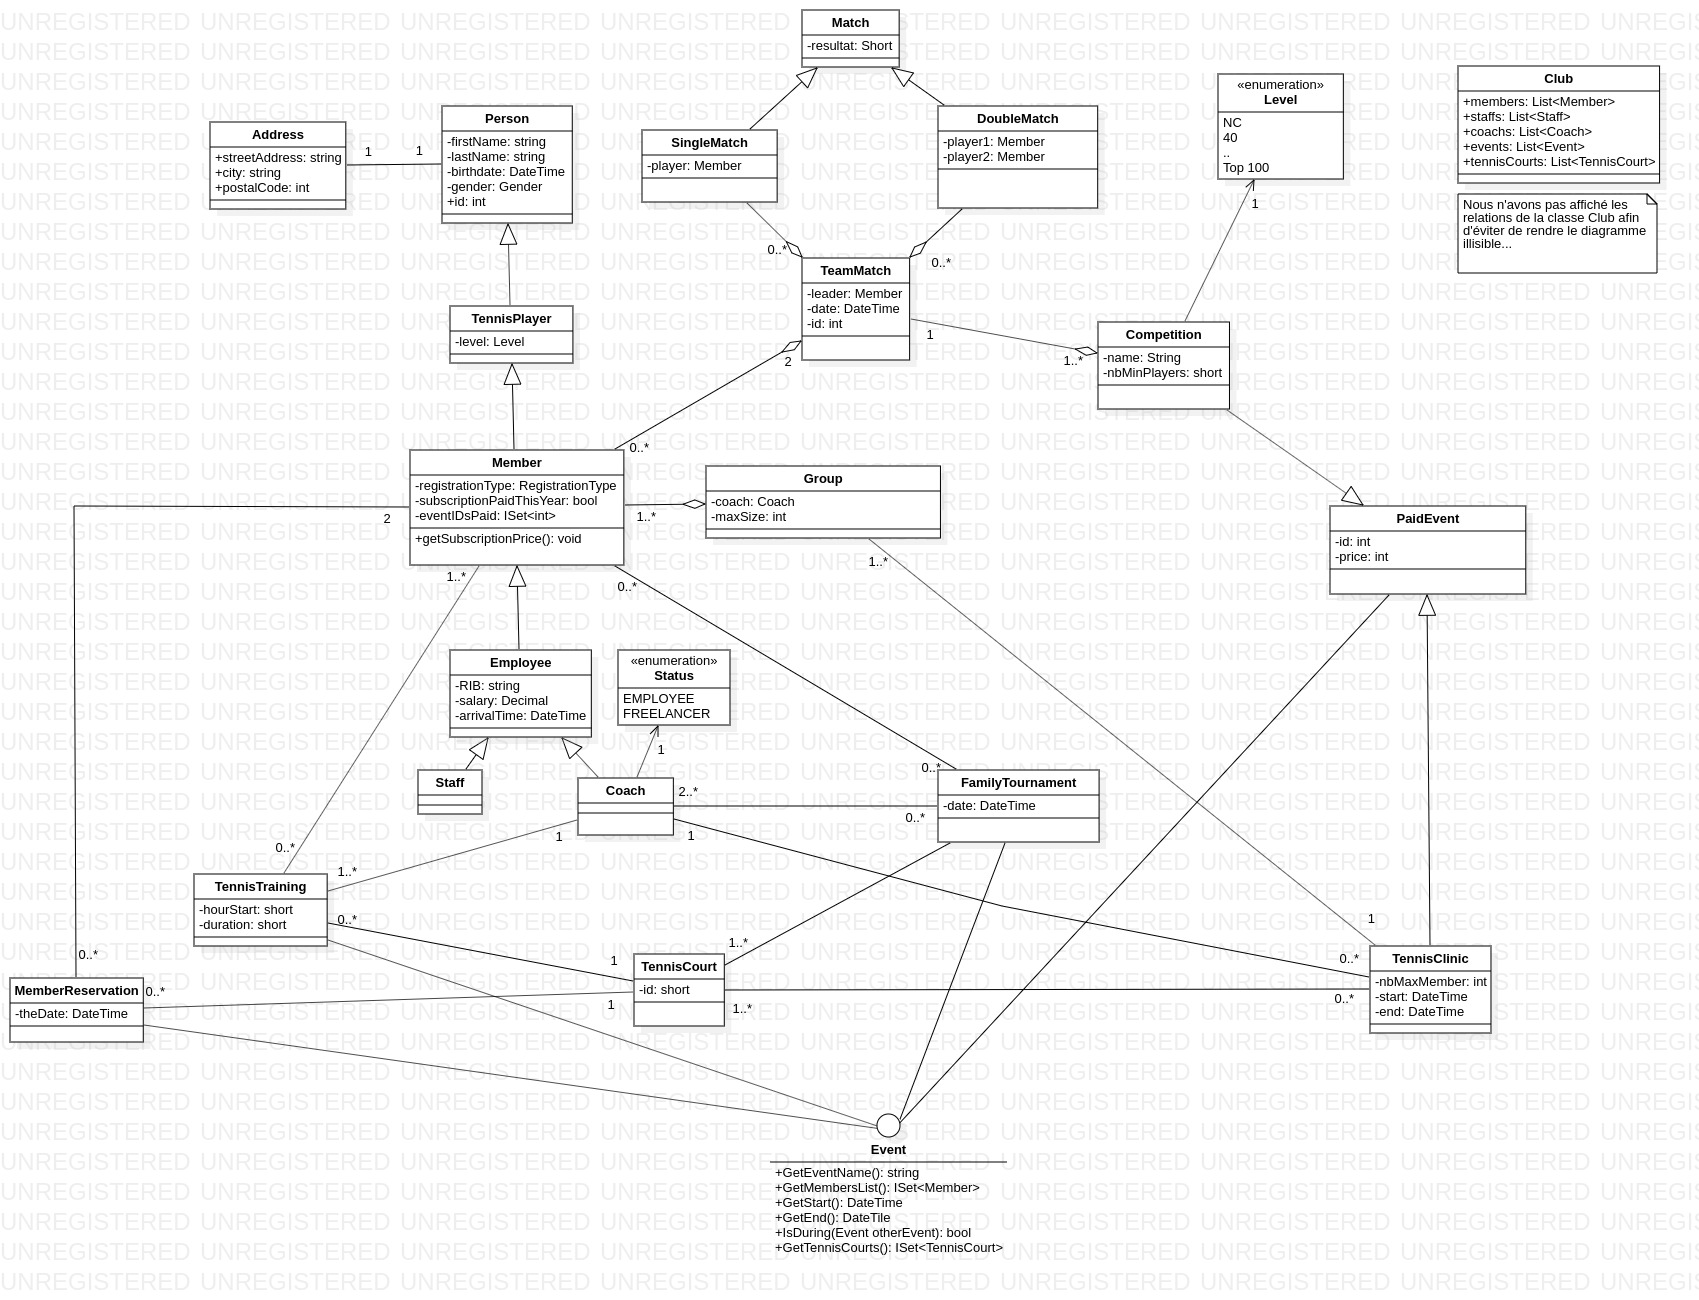 Match
-resultat: Short
Address
+streetAddress: string
+city: string
+postalCode: int
1
1
Person
-firstName: string
-lastName: string
-birthdate: DateTime
-gender: Gender
+id: int
SingleMatch
-player: Member
DoubleMatch
-player1: Member
-player2: Member
«enumeration»
Level
NC
40
..
Top 100
1
Club
+members: List<Member>
+staffs: List<Staff>
+coachs: List<Coach>
+events: List<Event>
+tennisCourts: List<TennisCourt>
Nous n'avons pas affiché les
relations de la classe Club afin
d'éviter de rendre le diagramme
illisible...
0..*
0..*
TeamMatch
-leader: Member
-date: DateTime
-id: int
1
1..*
2
TennisPlayer
-level: Level
Competition
-name: String
-nbMinPlayers: short
0..*
Member
-registrationType: RegistrationType
-subscriptionPaidThisYear: bool
-eventIDsPaid: ISet<int>
+getSubscriptionPrice(): void
2
1..*
Group
-coach: Coach
-maxSize: int
1..*
PaidEvent
-id: int
-price: int
1..*
0..*
Employee
-RIB: string
-salary: Decimal
-arrivalTime: DateTime
«enumeration»
Status
EMPLOYEE
FREELANCER
1
Staff
Coach
2..*
1
1
0..*
0..*
FamilyTournament
-date: DateTime
0..*
1..*
0..*
TennisTraining
-hourStart: short
-duration: short
0..*
0..*
MemberReservation
-theDate: DateTime
1
1
1..*
1..*
TennisCourt
-id: short
1
0..*
0..*
TennisClinic
-nbMaxMember: int
-start: DateTime
-end: DateTime
Event
+GetEventName(): string
+GetMembersList(): ISet<Member>
+GetStart(): DateTime
+GetEnd(): DateTile
+IsDuring(Event otherEvent): bool
+GetTennisCourts(): ISet<TennisCourt>
UNREGISTERED